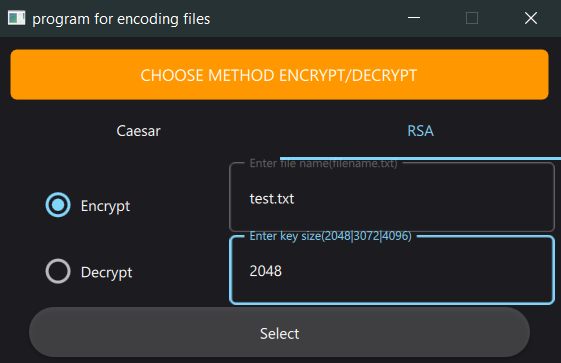 program for encoding files
CHOOSE METHOD ENCRYPT/DECRYPT
Caesar
RSA
Enter file name(filename.txt)
Encrypt
test.txt
Enter key size(2048|3072|4096)
Decrypt
2048
Select